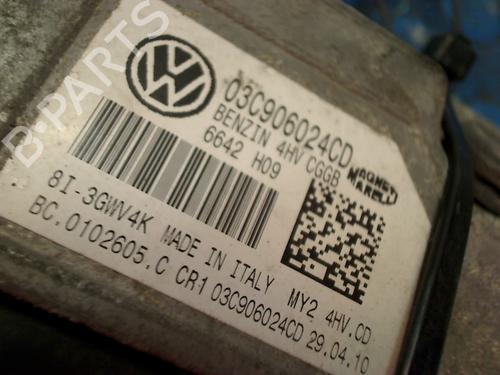 B-PARTS
03C906024CD
BENZIN 4HV CGGB
6642 H09
MAGNETI
MARELLI
8I-3GWV4K
MADE IN ITALY MY2 4HV.CD
BC.0102605.C CR1 03C906024CD 29.04.10